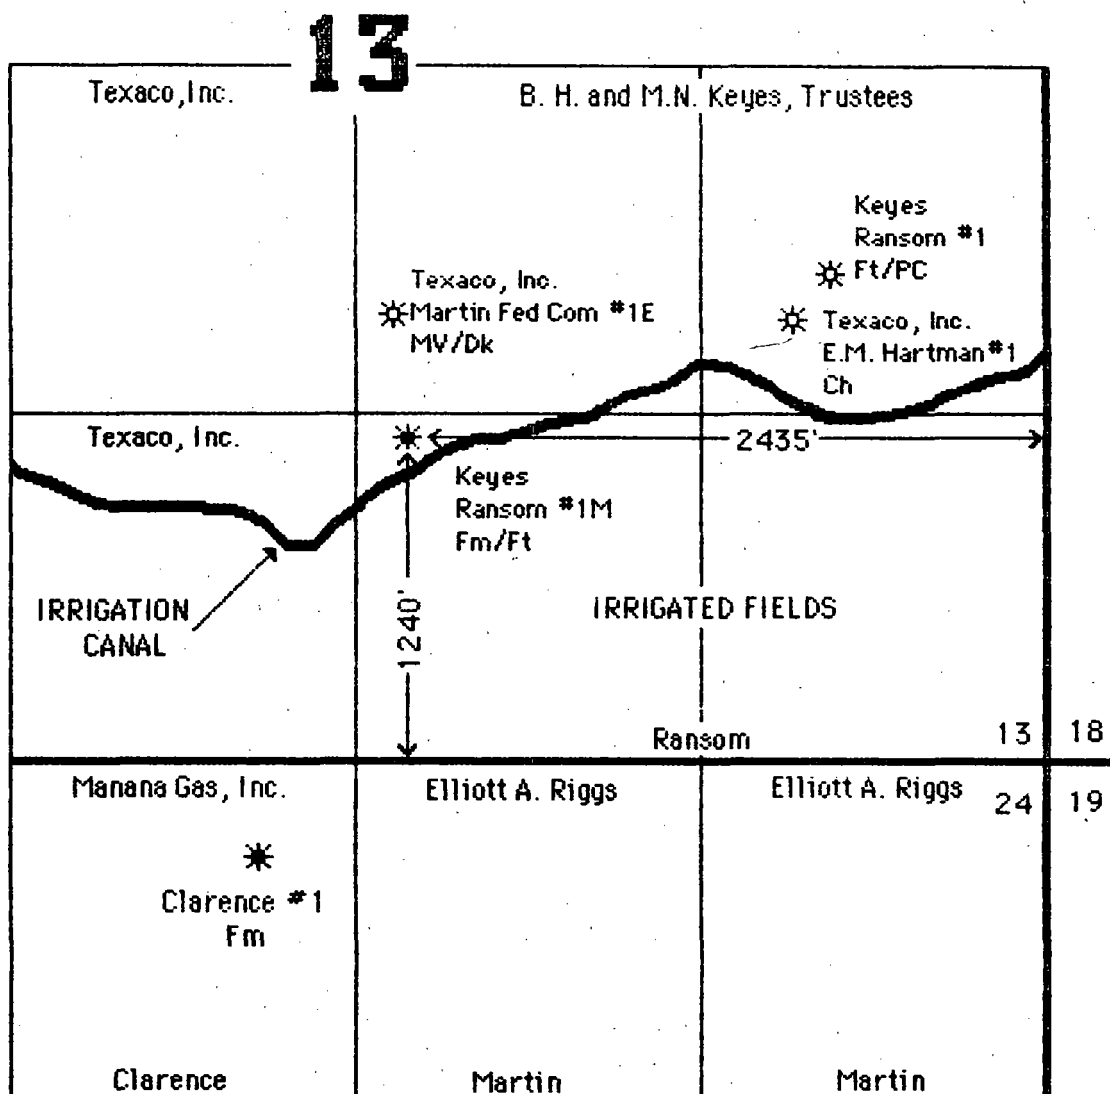 13
Texaco, Inc.
B. H. and M.N. Keyes, Trustees
Keyes
Ransom #1
Ft/PC
Texaco, Inc.
Martin Fed Com #1E
MV/Dk
Texaco, Inc.
E.M. Hartman #1
Ch
Texaco, Inc.
2435'
Keyes
Ransom #1M
Fm/Ft
IRRIGATION
CANAL
1240'
IRRIGATED FIELDS
Ransom
13
18
Manana Gas, Inc.
Elliott A. Riggs
Elliott A. Riggs
24
19
Clarence #1
Fm
Clarence
Martin
Martin